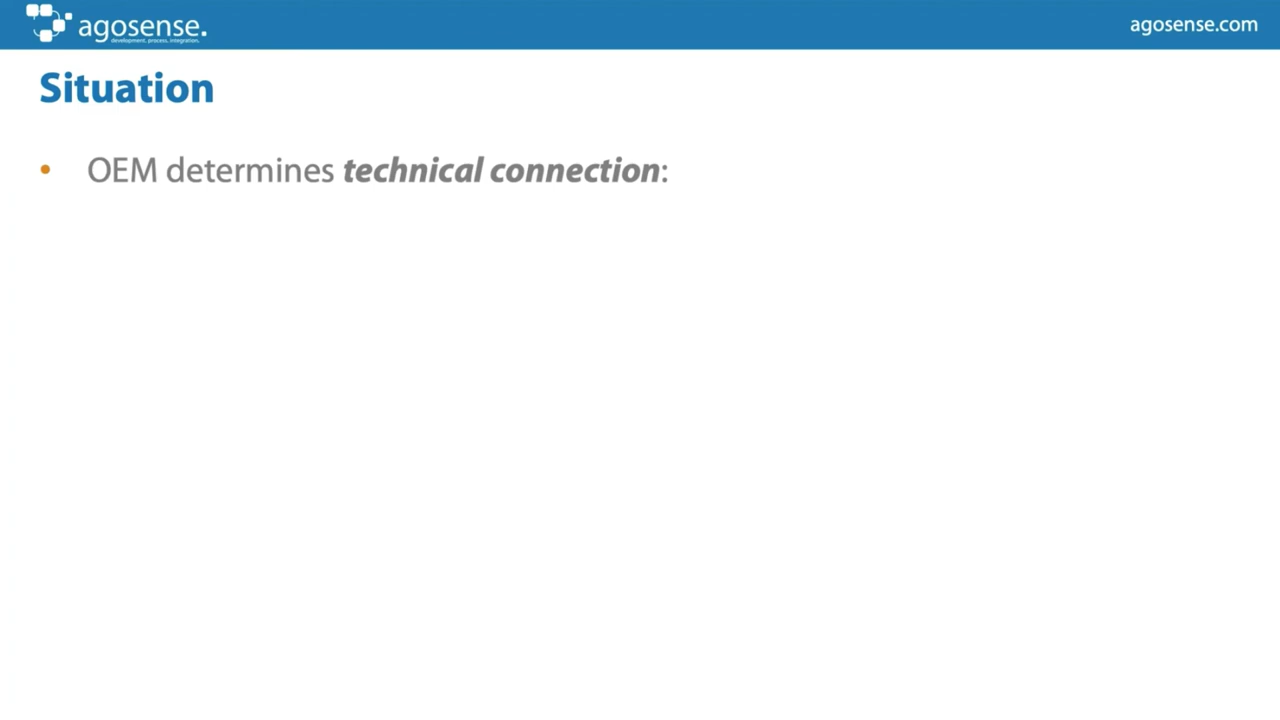 agosense.
development, process, integration.
agosense.com
Situation
• OEM determines technical connection: